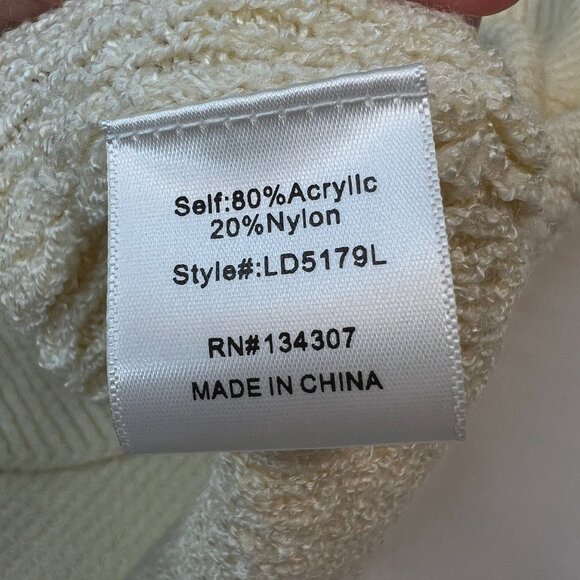 Self:80%Acrylic
20%Nylon
Style#:LD5179L
RN#134307
MADE IN CHINA